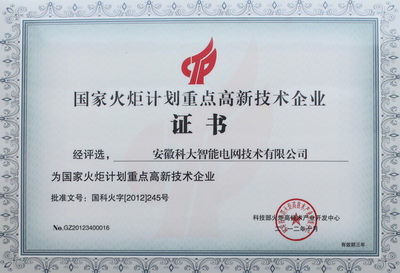 CTP
国家火炬计划重点高新技术企业
证书
经评选， 安徽科大智能电网技术有限公司
为国家火炬计划重点高新技术企业
批准文号：国科火字[2012]245号
No.GZ20123400016
科技部火炬高技术产业开发中心
二〇一二年十月
有效期三年